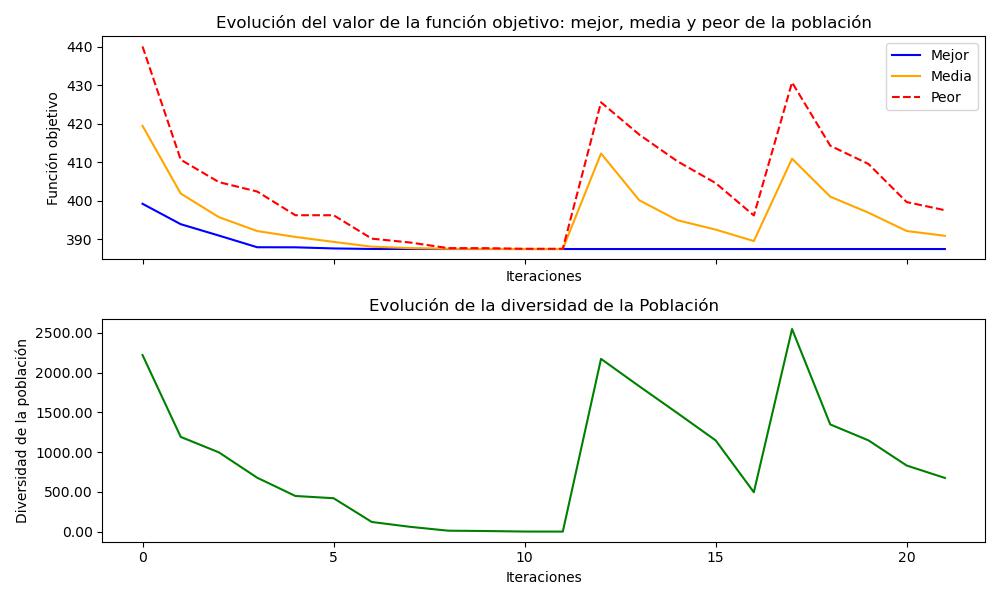 Evolución del valor de la función objetivo: mejor, media y peor de la población
440
430
420
410
400
390
Función objetivo
Mejor
Media
Peor
Iteraciones
Evolución de la diversidad de la Población
2500.00
2000.00
1500.00
1000.00
500.00
0.00
Diversidad de la población
0
5
10
15
20
Iteraciones